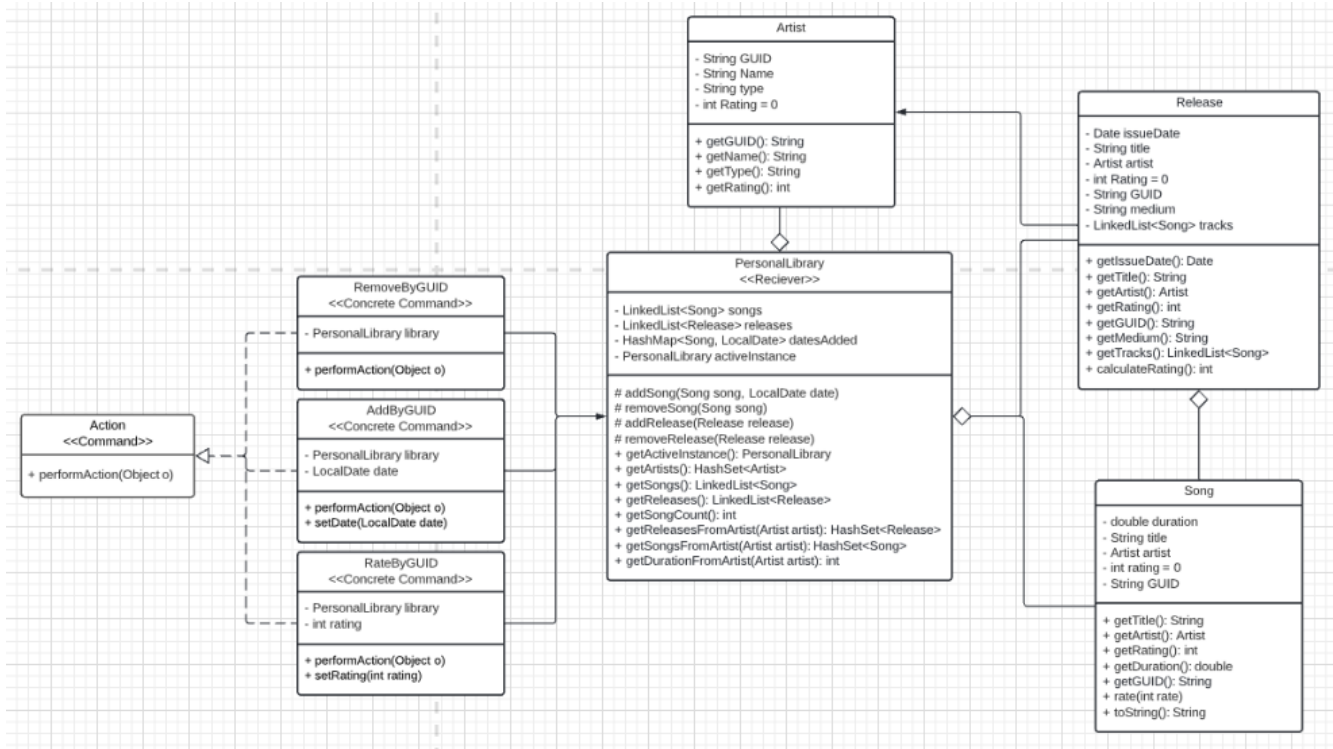 Artist
- String GUID
- String Name
- String type
- int Rating = 0
+ getGUID(): String
+ getName(): String
+ getType(): String
+ getRating(): int
Release
- Date issueDate
- String title
- Artist artist
- int Rating = 0
- String GUID
- String medium
- LinkedList<Song> tracks
+ getIssueDate(): Date
+ getTitle(): String
+ getArtist(): Artist
+ getRating(): int
+ getGUID(): String
+ getMedium(): String
+ getTracks(): LinkedList<Song>
+ calculateRating(): int
PersonalLibrary
<<Reciever>>
- LinkedList<Song> songs
- LinkedList<Release> releases
- HashMap<Song, LocalDate> datesAdded
- PersonalLibrary activeInstance
# addSong(Song song, LocalDate date)
# removeSong(Song song)
# addRelease(Release release)
# removeRelease(Release release)
+ getActiveInstance(): PersonalLibrary
+ getArtists(): HashSet<Artist>
+ getSongs(): LinkedList<Song>
+ getReleases(): LinkedList<Release>
+ getSongCount(): int
+ getReleasesFromArtist(Artist artist): HashSet<Release>
+ getSongsFromArtist(Artist artist): HashSet<Song>
+ getDurationFromArtist(Artist artist): int
RemoveByGUID
<<Concrete Command>>
- PersonalLibrary library
+ performAction(Object o)
AddByGUID
<<Concrete Command>>
- PersonalLibrary library
- LocalDate date
+ performAction(Object o)
+ setDate(LocalDate date)
RateByGUID
<<Concrete Command>>
- PersonalLibrary library
- int rating
+ performAction(Object o)
+ setRating(int rating)
Action
<<Command>>
+ performAction(Object o)
Song
- double duration
- String title
- Artist artist
- int rating = 0
- String GUID
+ getTitle(): String
+ getArtist(): Artist
+ getRating(): int
+ getDuration(): double
+ getGUID(): String
+ rate(int rate)
+ toString(): String